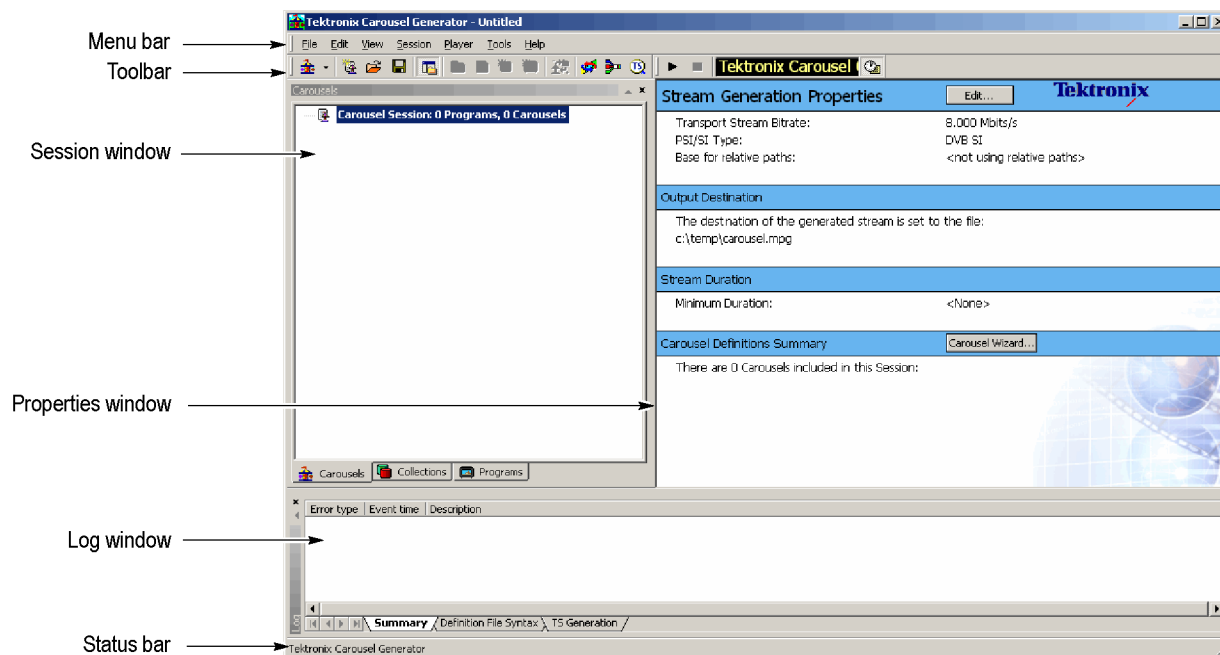 Tektronix Carousel Generator - Untitled
Menu bar
File Edit View Session Player Tools Help
Toolbar
TS
Tektronix Carousel
Carousels
Carousel Session: 0 Programs, 0 Carousels
Session window
Stream Generation Properties Edit... Tektronix
Transport Stream Bitrate: 8.000 Mbits/s
PSI/SI Type: DVB SI
Base for relative paths: <not using relative paths>
Output Destination
The destination of the generated stream is set to the file:
c:\temp\carousel.mpg
Stream Duration
Minimum Duration: <None>
Carousel Definitions Summary Carousel Wizard...
There are 0 Carousels included in this Session:
Properties window
Carousels Collections Programs
Error type Event time Description
Log window
Log
Summary Definition File Syntax TS Generation
Status bar
Tektronix Carousel Generator